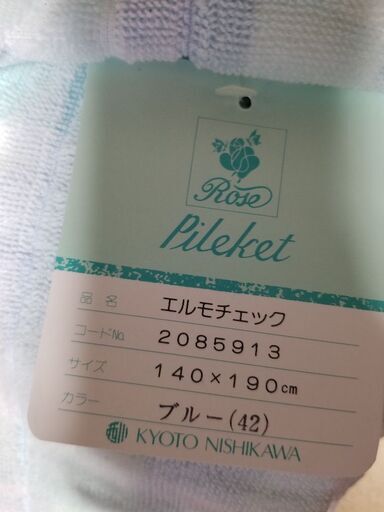 Rose
Pileket
品名 エルモチェック
コードNo. 2085913
サイズ 140×190cm
カラー ブルー(42)
KYOTO NISHIKAWA